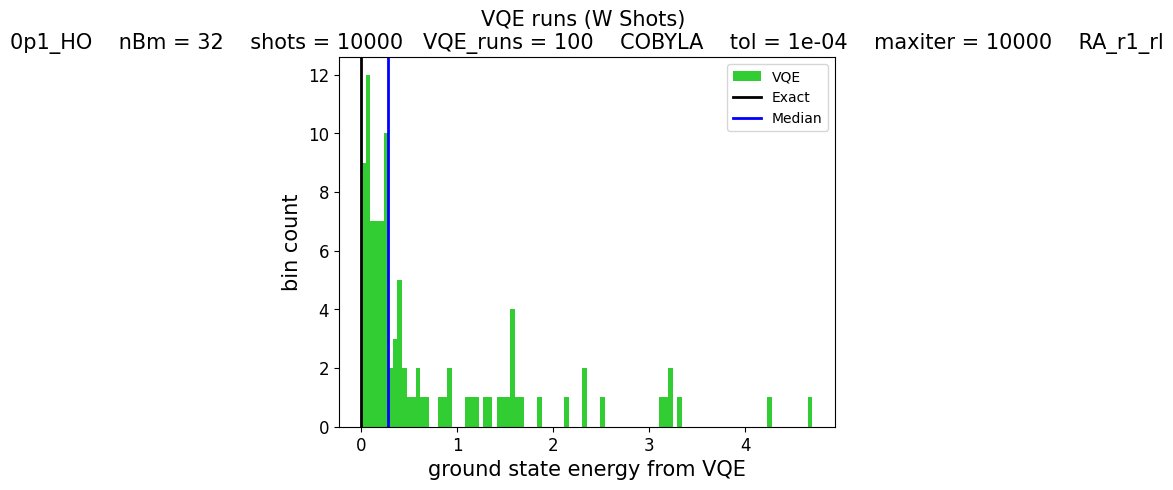 VQE runs (W Shots)
0p1_HO    nBm = 32    shots = 10000   VQE_runs = 100    COBYLA    tol = 1e-04    maxiter = 10000    RA_r1_rl
12
10
8
6
4
2
0
bin count
VQE
Exact
Median
0 1 2 3 4
ground state energy from VQE